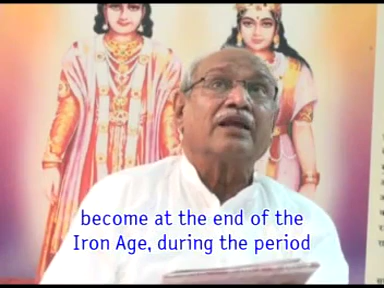 become at the end of the
Iron Age, during the period